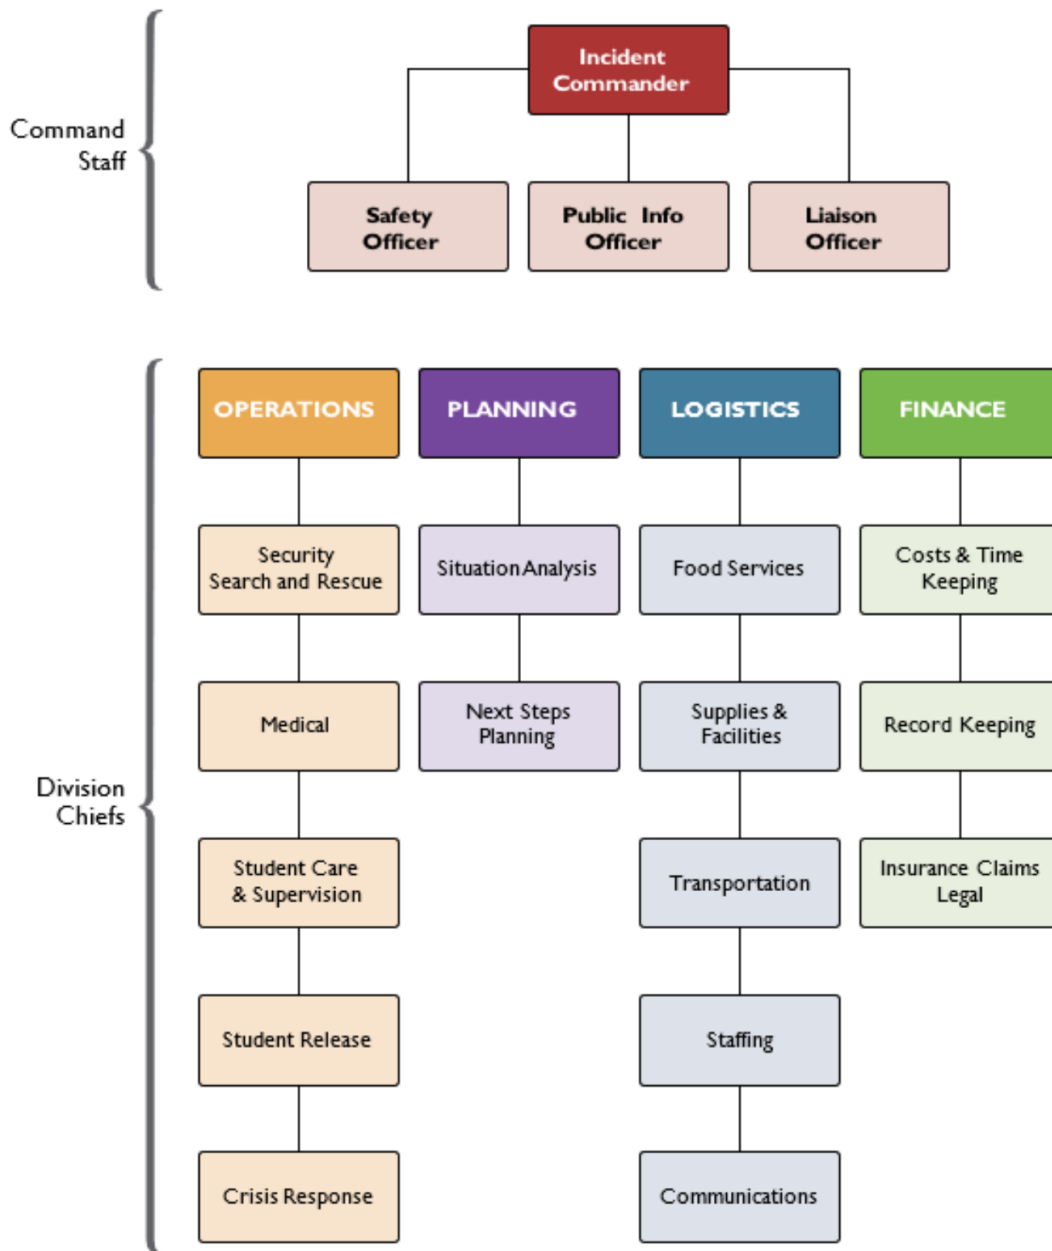 Command
Staff
Incident
Commander
Safety
Officer
Public Info
Officer
Liaison
Officer
Division
Chiefs
OPERATIONS
PLANNING
LOGISTICS
FINANCE
Security
Search and Rescue
Situation Analysis
Food Services
Costs & Time
Keeping
Medical
Next Steps
Planning
Supplies &
Facilities
Record Keeping
Student Care
& Supervision
Transportation
Insurance Claims
Legal
Student Release
Staffing
Crisis Response
Communications